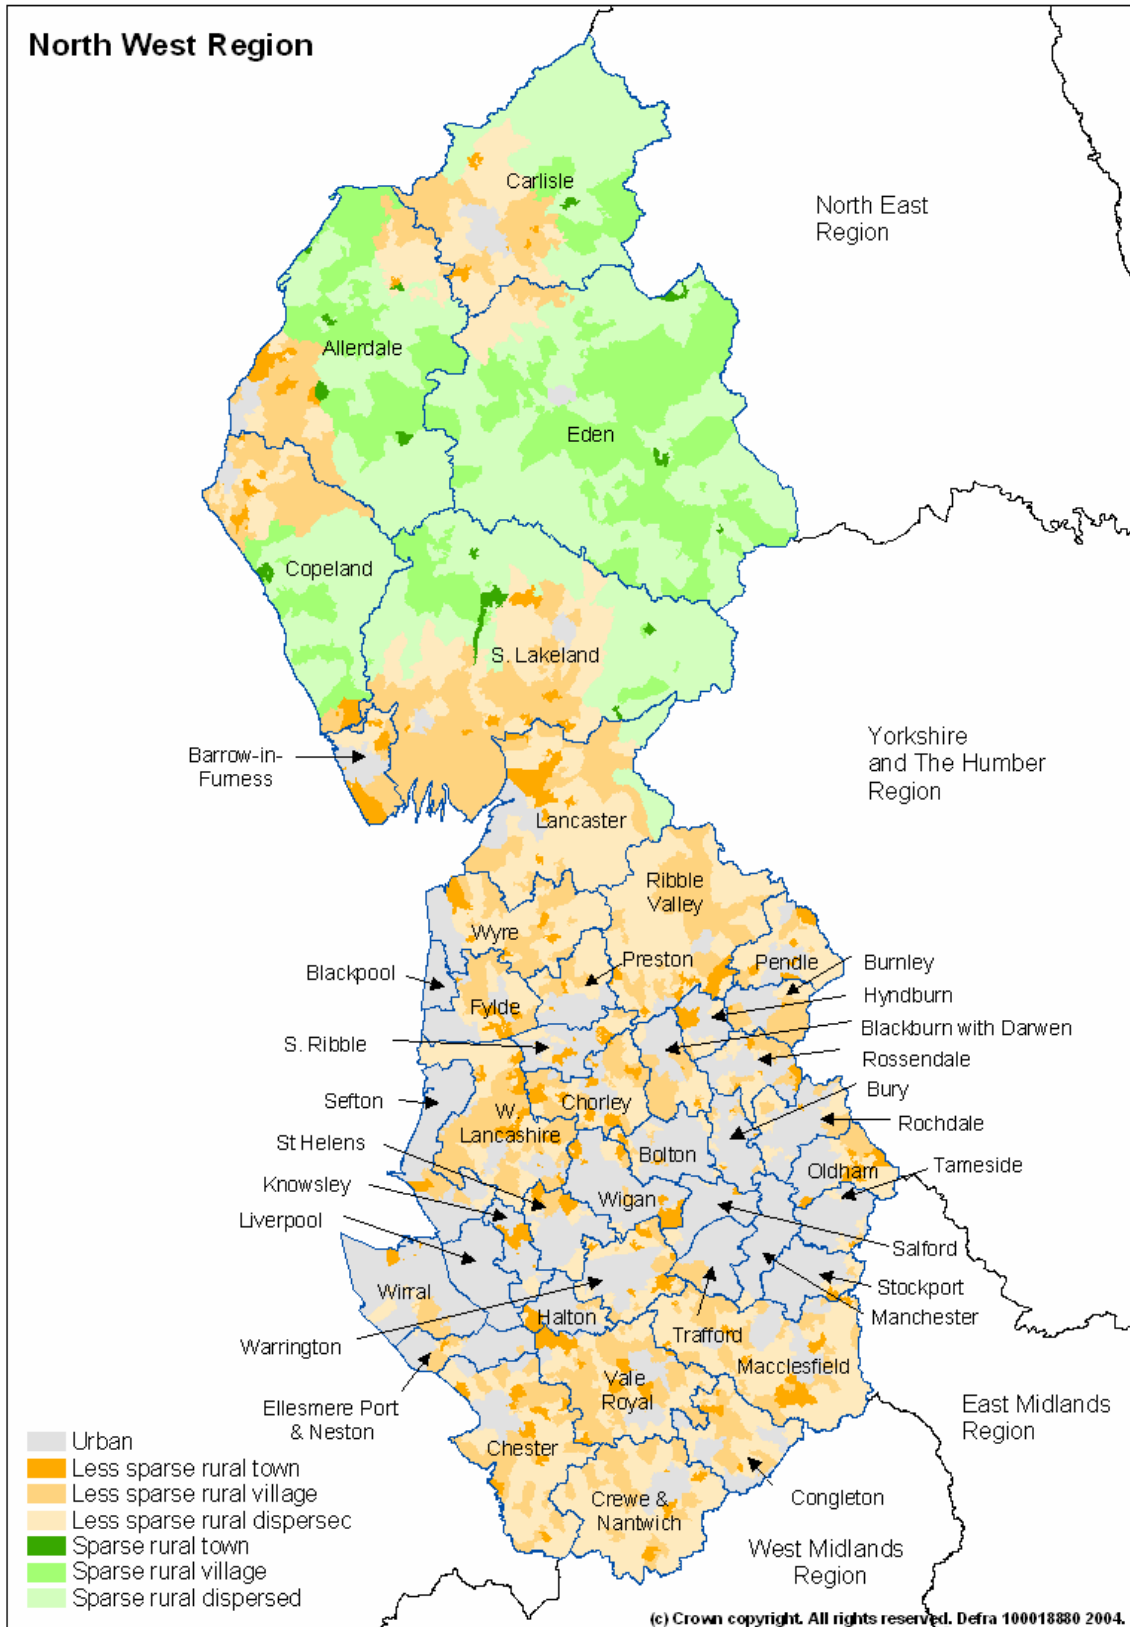 North West Region
Carlisle
North East
Region
Allerdale
Eden
Copeland
S. Lakeland
Barrow-in-
Furness
Yorkshire
and The Humber
Region
Lancaster
Ribble
Valley
Wyre
Preston
Pendle
Burnley
Blackpool
Hyndburn
Fylde
Blackburn with Darwen
S. Ribble
Rossendale
Bury
Sefton
Chorley
W.
Lancashire
Rochdale
St Helens
Bolton
Oldham
Tameside
Knowsley
Wigan
Liverpool
Salford
Wirral
Stockport
Halton
Manchester
Warrington
Trafford
Macclesfield
Vale
Royal
Ellesmere Port
& Neston
East Midlands
Region
Chester
Congleton
Crewe &
Nantwich
West Midlands
Region
Urban
Less sparse rural town
Less sparse rural village
Less sparse rural dispersec
Sparse rural town
Sparse rural village
Sparse rural dispersed
(c) Crown copyright. All rights reserved. Defra 100018880 2004.